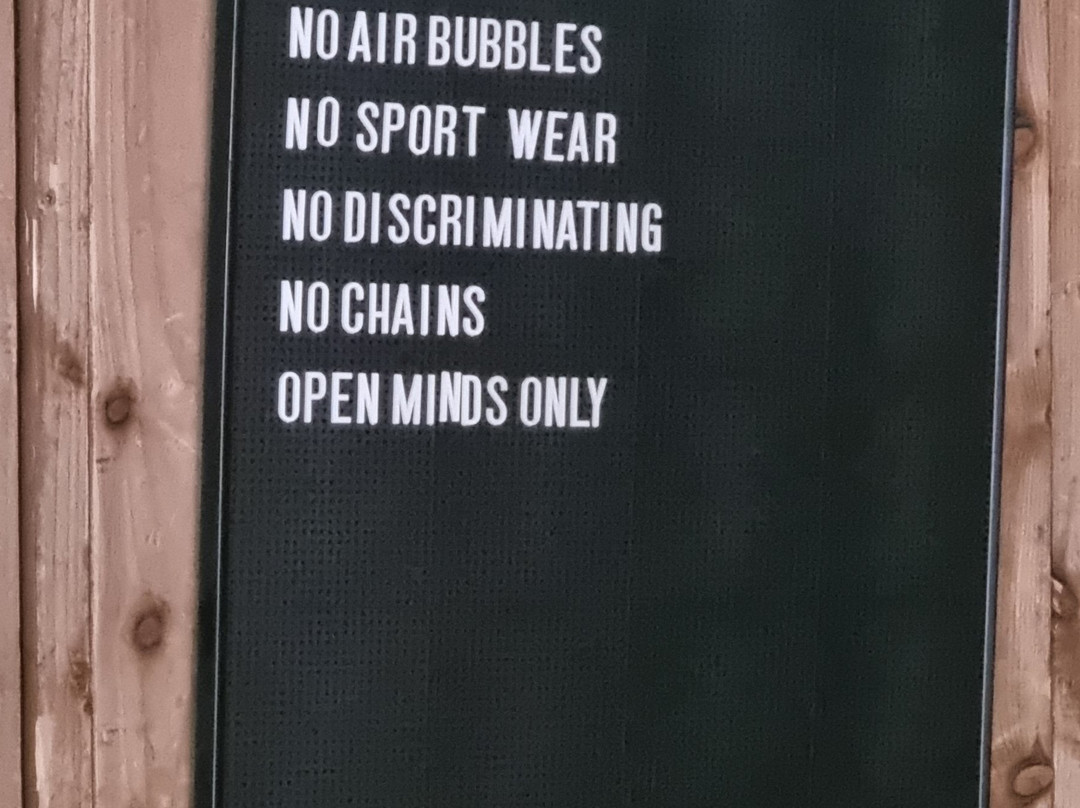 NO AIR BUBBLES
NO SPORT WEAR
NO DISCRIMINATING
NO CHAINS
OPEN MINDS ONLY